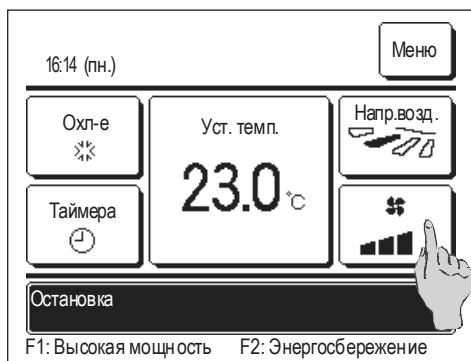 Меню
16:14 (пн.)
Охл-е
Уст. темп.
Напр.возд.
23.0 °C
Таймера
Остановка
F1: Высокая мощность F2: Энергосбережение